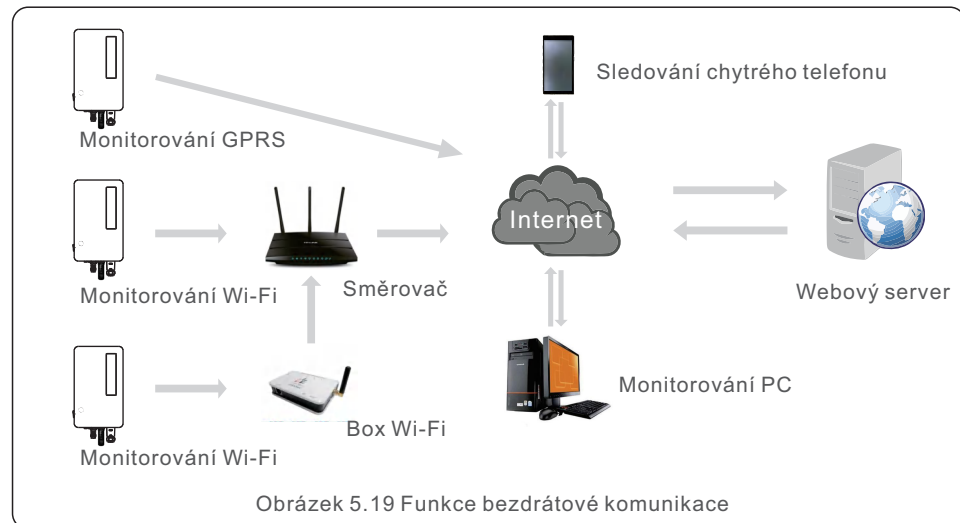 Sledování chytrého telefonu
Monitorování GPRS
Internet
Monitorování Wi-Fi
Směrovač
Webový server
Monitorování PC
Box Wi-Fi
Monitorování Wi-Fi
Obrázek 5.19 Funkce bezdrátové komunikace